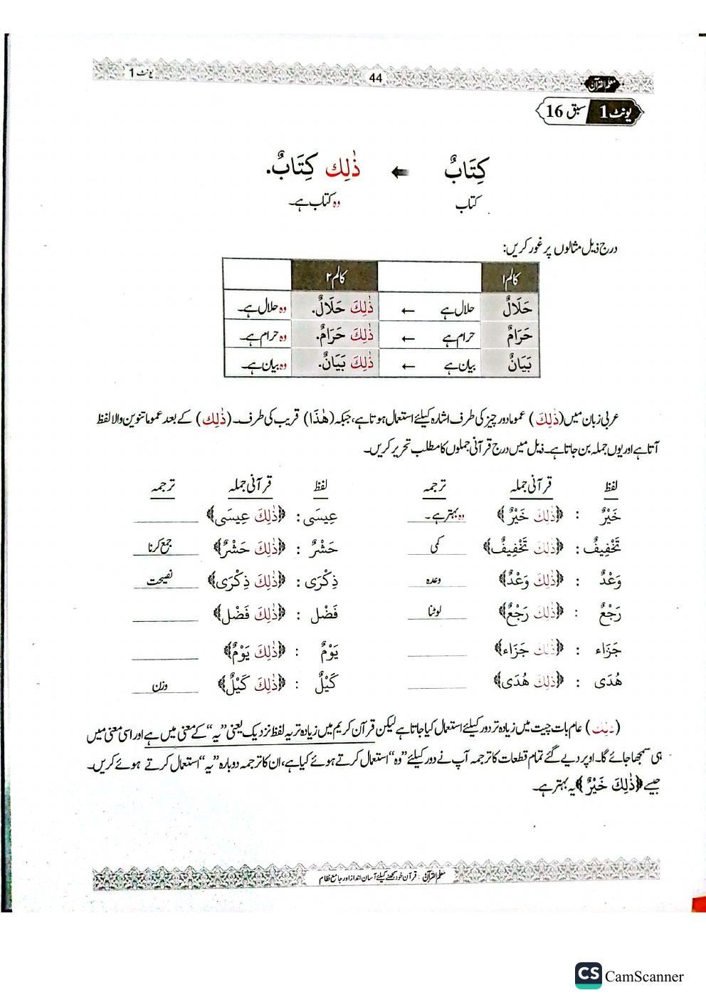 معلم القرآن 44 یونٹ 1
یونٹ 1 سبق 16
كِتَابٌ ← ذٰلِكَ كِتَابٌ.
کتاب وہ کتاب ہے۔
درج ذیل مثالوں پر غور کریں:
کالم ۱ کالم ۲
حَلَالٌ حلال ہے ← ذٰلِكَ حَلَالٌ. وہ حلال ہے۔
حَرَامٌ حرام ہے ← ذٰلِكَ حَرَامٌ. وہ حرام ہے۔
بَيَانٌ بیان ہے ← ذٰلِكَ بَيَانٌ. وہ بیان ہے۔
عربی زبان میں (ذٰلِكَ) عموما دور چیز کی طرف اشارہ کیلئے استعمال ہوتا ہے، جبکہ (هٰذَا) قریب کی طرف۔ (ذٰلِكَ) کے بعد عموما تنوین والا لفظ
آتا ہے اور یوں جملہ بن جاتا ہے۔ ذیل میں درج قرآنی جملوں کا مطلب تحریر کریں۔
لفظ قرآنی جملہ ترجمہ لفظ قرآنی جملہ ترجمہ
خَيْرٌ : ﴿ذٰلِكَ خَيْرٌ﴾ وہ بہتر ہے۔ عِيسَى : ﴿ذٰلِكَ عِيسَى﴾
تَخْفِيفٌ : ﴿ذٰلِكَ تَخْفِيفٌ﴾ کمی حَشْرٌ : ﴿ذٰلِكَ حَشْرٌ﴾ جمع کرنا
وَعْدٌ : ﴿ذٰلِكَ وَعْدٌ﴾ وعدہ ذِكْرَى : ﴿ذٰلِكَ ذِكْرَى﴾ نصیحت
رَجْعٌ : ﴿ذٰلِكَ رَجْعٌ﴾ لوٹنا فَضْل : ﴿ذٰلِكَ فَضْل﴾
جَزَاء : ﴿ذٰلِكَ جَزَاء﴾ يَوْمٌ : ﴿ذٰلِكَ يَوْمٌ﴾
هُدَى : ﴿ذٰلِكَ هُدَى﴾ كَيْلٌ : ﴿ذٰلِكَ كَيْلٌ﴾ وزن
(ذٰلِكَ) عام بات چیت میں زیادہ تر دور کیلئے استعمال کیا جاتا ہے لیکن قرآن کریم میں زیادہ تر یہ لفظ نزدیک یعنی ”یہ“ کے معنی میں ہے اور اسی معنی میں
ہی سمجھا جائے گا۔ اوپر دیے گئے تمام قطعات کا ترجمہ آپ نے دور کیلئے ”وہ“ استعمال کرتے ہوئے کیا ہے، ان کا ترجمہ دوبارہ ”یہ“ استعمال کرتے ہوئے کریں۔
جیسے ﴿ذٰلِكَ خَيْرٌ﴾ یہ بہتر ہے۔
معلم القرآن : قرآن خود سمجھنے کیلئے آسان انداز اور جامع نظام
CS CamScanner